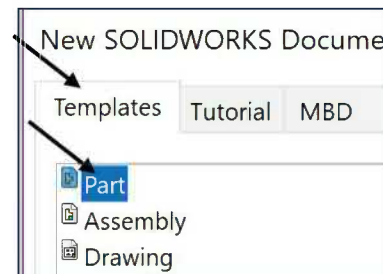 New SOLIDWORKS Docume
Templates Tutorial MBD
Part
Assembly
Drawing